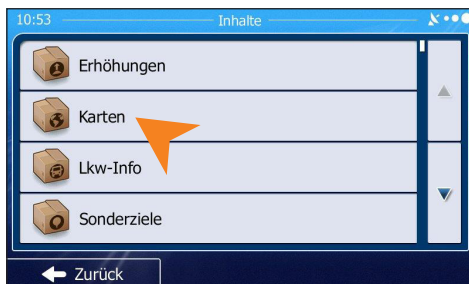 10:53 Inhalte
Erhöhungen
Karten
Lkw-Info
Sonderziele
Zurück